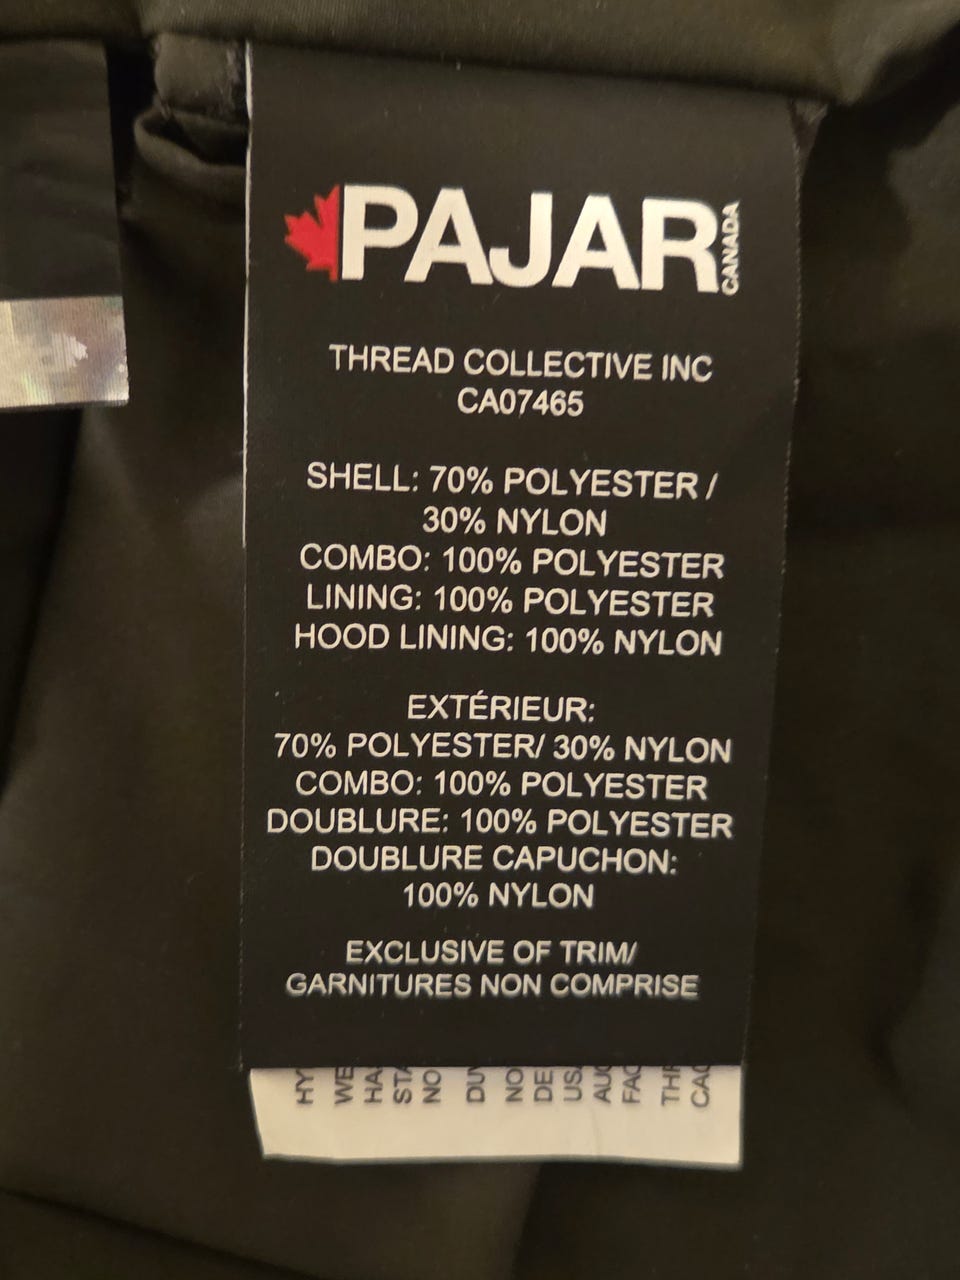 PAJAR CANADA
THREAD COLLECTIVE INC
CA07465
SHELL: 70% POLYESTER /
30% NYLON
COMBO: 100% POLYESTER
LINING: 100% POLYESTER
HOOD LINING: 100% NYLON
EXTÉRIEUR:
70% POLYESTER/ 30% NYLON
COMBO: 100% POLYESTER
DOUBLURE: 100% POLYESTER
DOUBLURE CAPUCHON:
100% NYLON
EXCLUSIVE OF TRIM/
GARNITURES NON COMPRISE